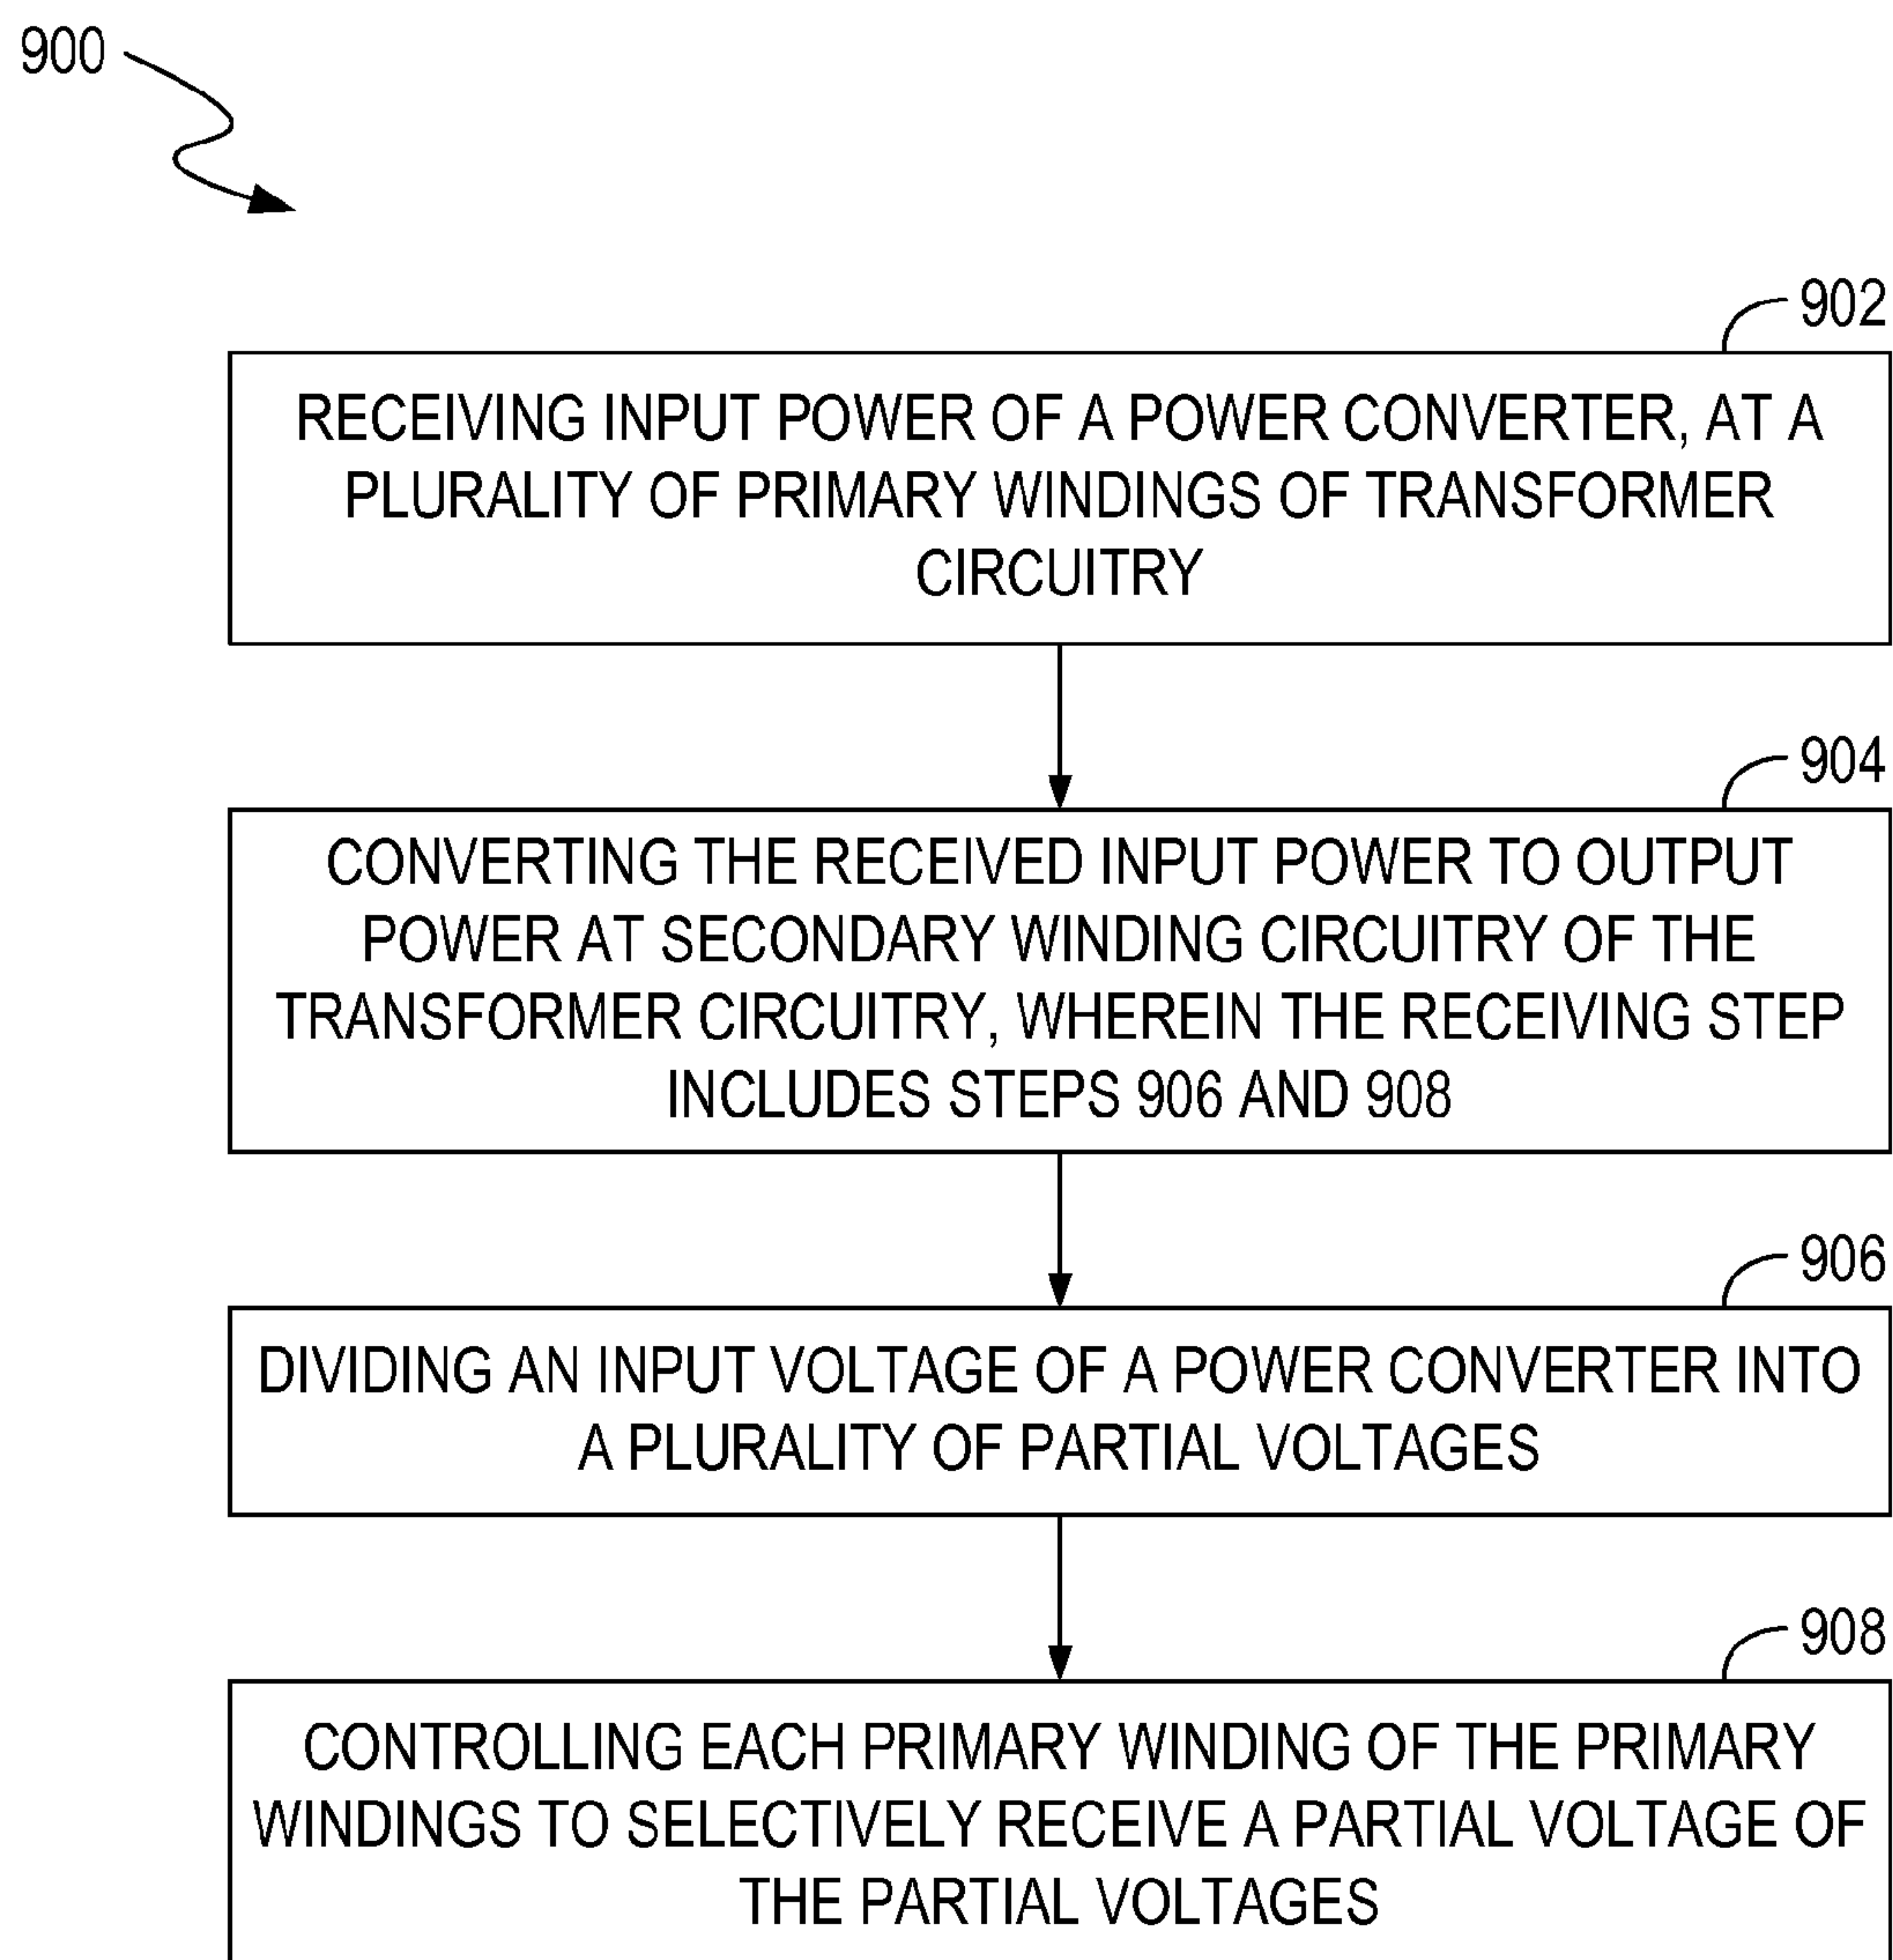 900
902
RECEIVING INPUT POWER OF A POWER CONVERTER, AT A
PLURALITY OF PRIMARY WINDINGS OF TRANSFORMER
CIRCUITRY
904
CONVERTING THE RECEIVED INPUT POWER TO OUTPUT
POWER AT SECONDARY WINDING CIRCUITRY OF THE
TRANSFORMER CIRCUITRY, WHEREIN THE RECEIVING STEP
INCLUDES STEPS 906 AND 908
906
DIVIDING AN INPUT VOLTAGE OF A POWER CONVERTER INTO
A PLURALITY OF PARTIAL VOLTAGES
908
CONTROLLING EACH PRIMARY WINDING OF THE PRIMARY
WINDINGS TO SELECTIVELY RECEIVE A PARTIAL VOLTAGE OF
THE PARTIAL VOLTAGES